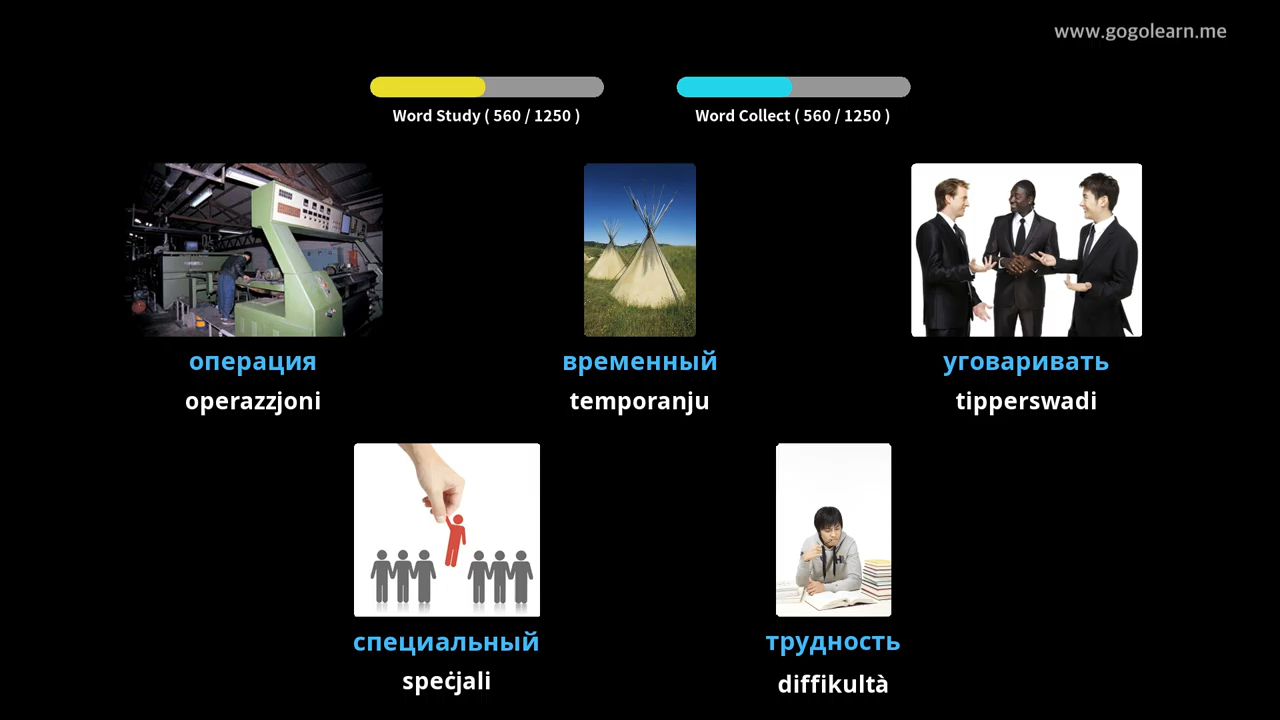 www.gogolearn.me
Word Study ( 560 / 1250 )
Word Collect ( 560 / 1250 )
операция
временный
уговаривать
operazzjoni
temporanju
tipperswadi
специальный
трудность
speċjali
diffikultà